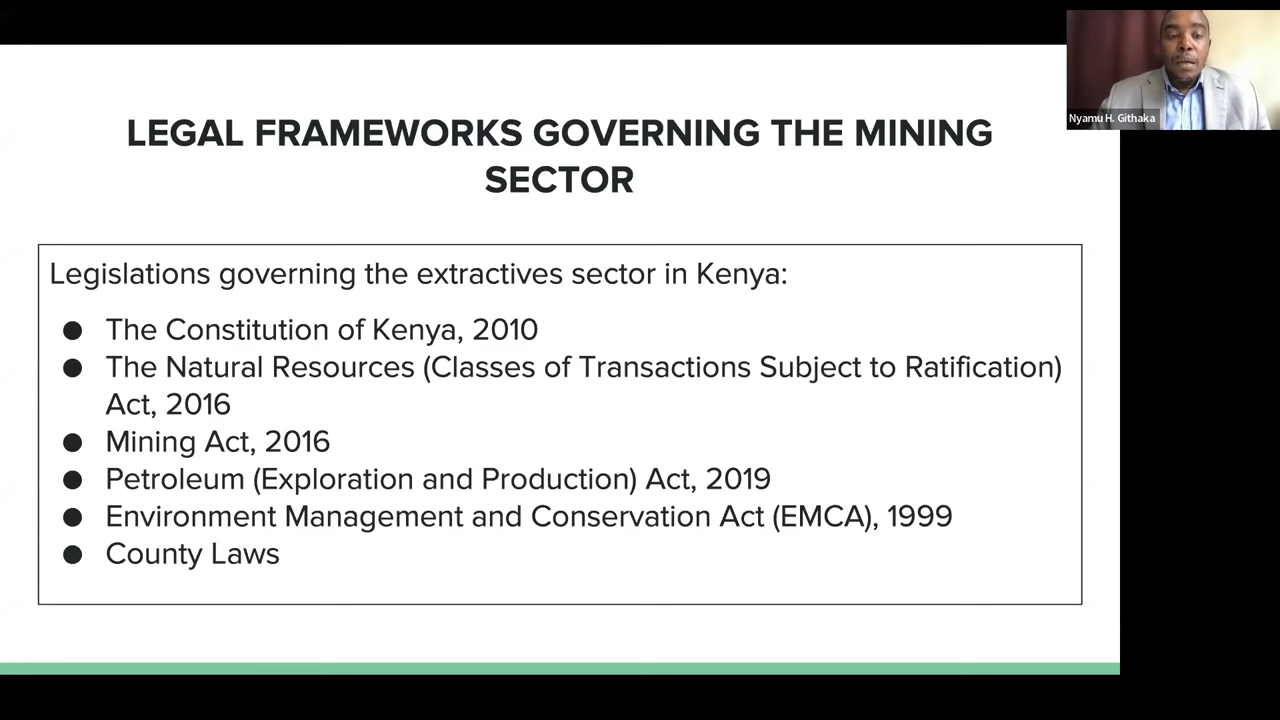 LEGAL FRAMEWORKS GOVERNING THE MINING
SECTOR
Legislations governing the extractives sector in Kenya:
● The Constitution of Kenya, 2010
● The Natural Resources (Classes of Transactions Subject to Ratification)
Act, 2016
● Mining Act, 2016
● Petroleum (Exploration and Production) Act, 2019
● Environment Management and Conservation Act (EMCA), 1999
● County Laws
Nyamu H. Githaka